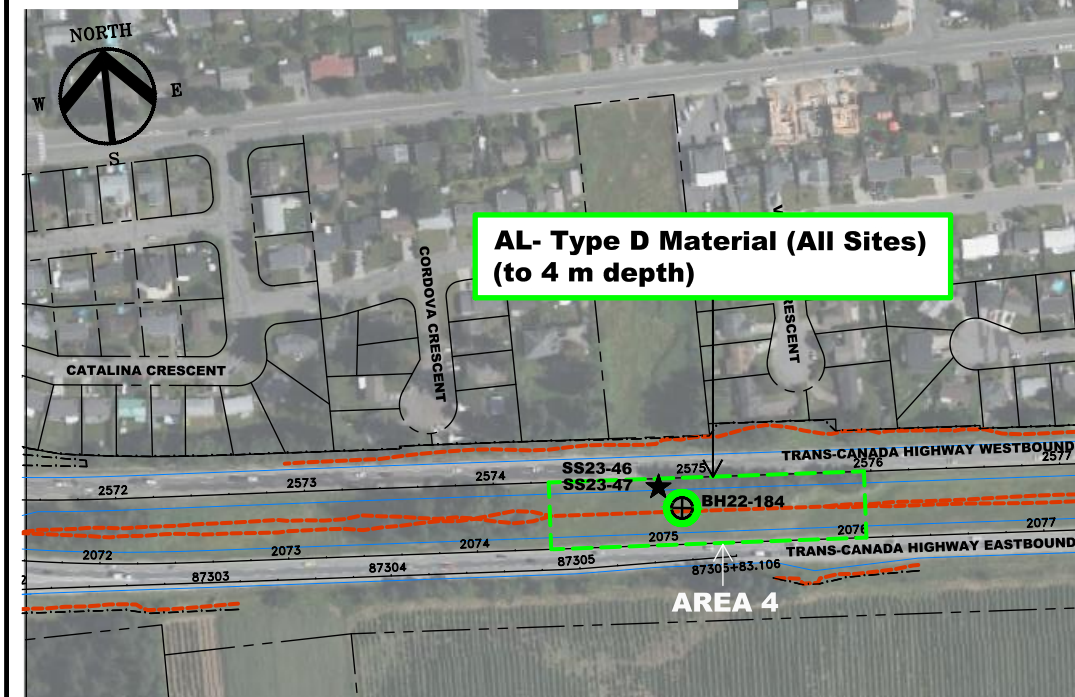 NORTH
W
E
S
AL- Type D Material (All Sites)
(to 4 m depth)
CORDOVA CRESCENT
CATALINA CRESCENT
TRANS-CANADA HIGHWAY WESTBOUND
2572
2573
2574
2575
2576
2577
SS23-46
SS23-47
BH22-184
2072
2073
2074
2075
2076
2077
TRANS-CANADA HIGHWAY EASTBOUND
87303
87304
87305
87305+83.106
AREA 4